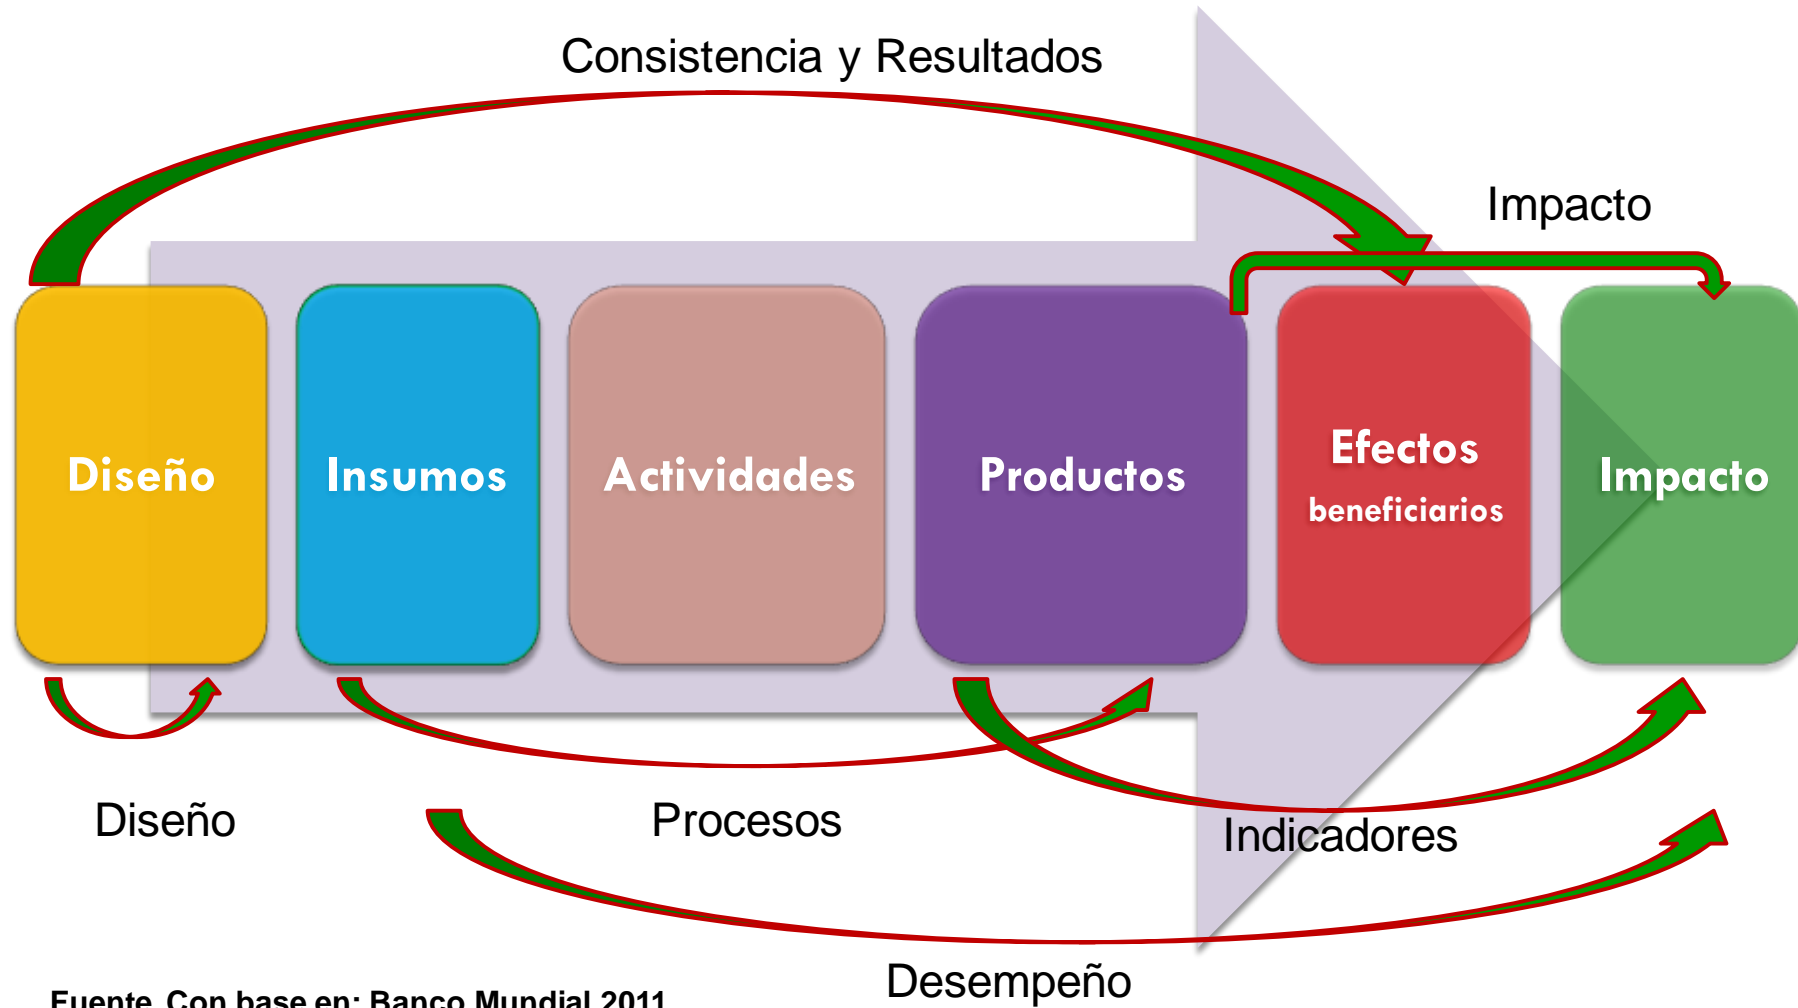 Consistencia y Resultados
Impacto
Diseño
Insumos
Actividades
Productos
Efectos
beneficiarios
Impacto
Diseño
Procesos
Indicadores
Desempeño
Fuente. Con base en: Banco Mundial 2011